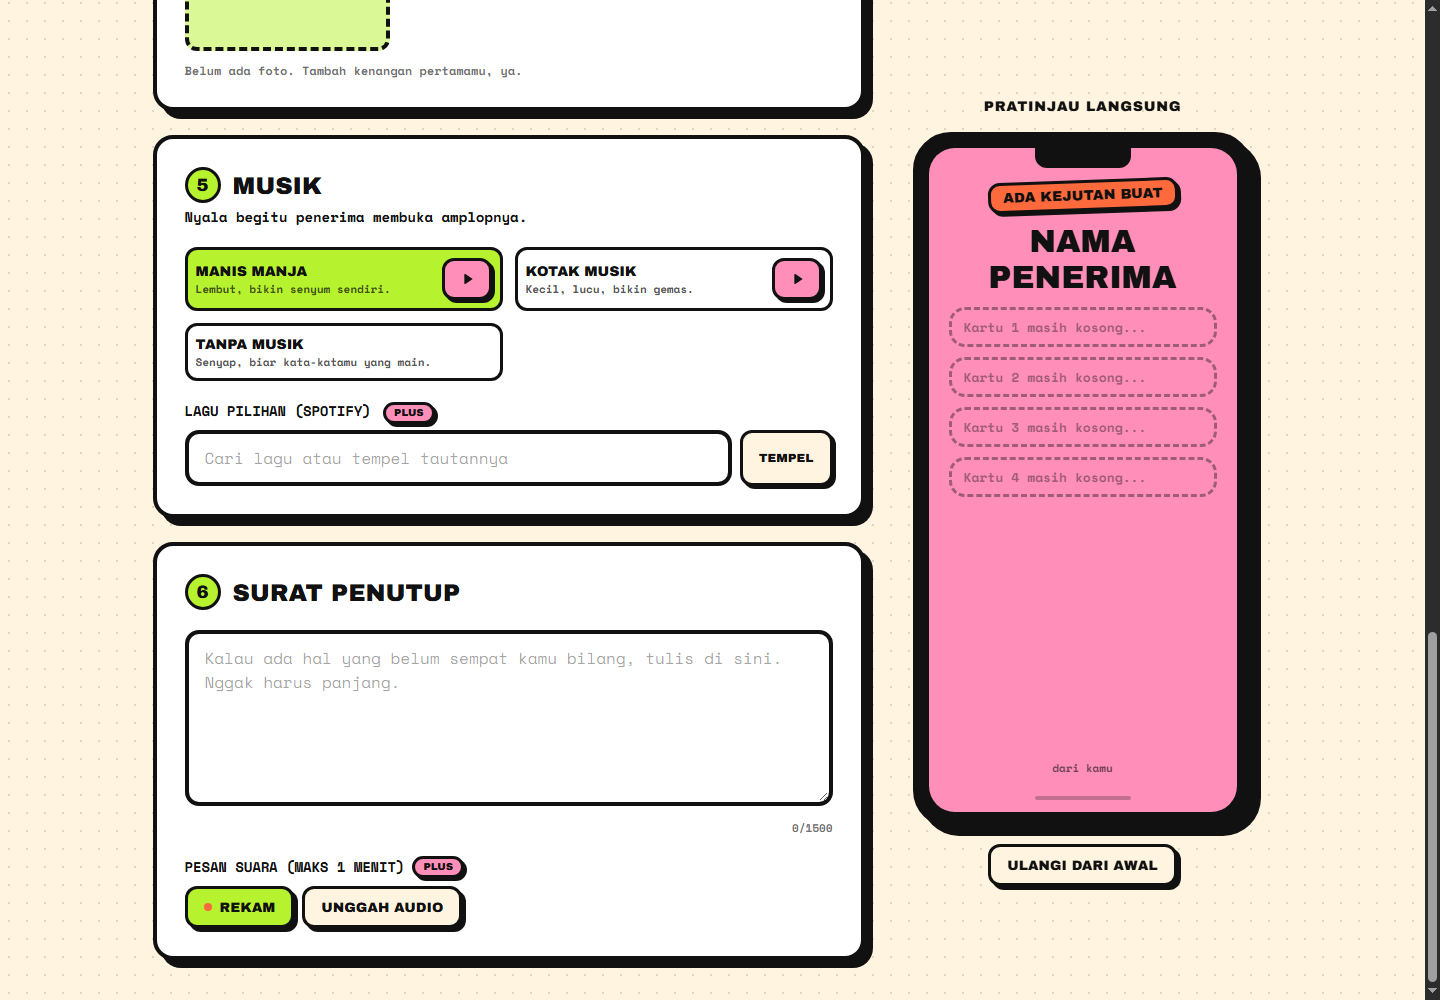 Belum ada foto. Tambah kenangan pertamamu, ya.
5 MUSIK
Nyala begitu penerima membuka amplopnya.
MANIS MANJA
Lembut, bikin senyum sendiri.
KOTAK MUSIK
Kecil, lucu, bikin gemas.
TANPA MUSIK
Senyap, biar kata-katamu yang main.
LAGU PILIHAN (SPOTIFY) PLUS
Cari lagu atau tempel tautannya
TEMPEL
6 SURAT PENUTUP
Kalau ada hal yang belum sempat kamu bilang, tulis di sini.
Nggak harus panjang.
0/1500
PESAN SUARA (MAKS 1 MENIT) PLUS
REKAM
UNGGAH AUDIO
PRATINJAU LANGSUNG
ADA KEJUTAN BUAT
NAMA
PENERIMA
Kartu 1 masih kosong...
Kartu 2 masih kosong...
Kartu 3 masih kosong...
Kartu 4 masih kosong...
dari kamu
ULANGI DARI AWAL